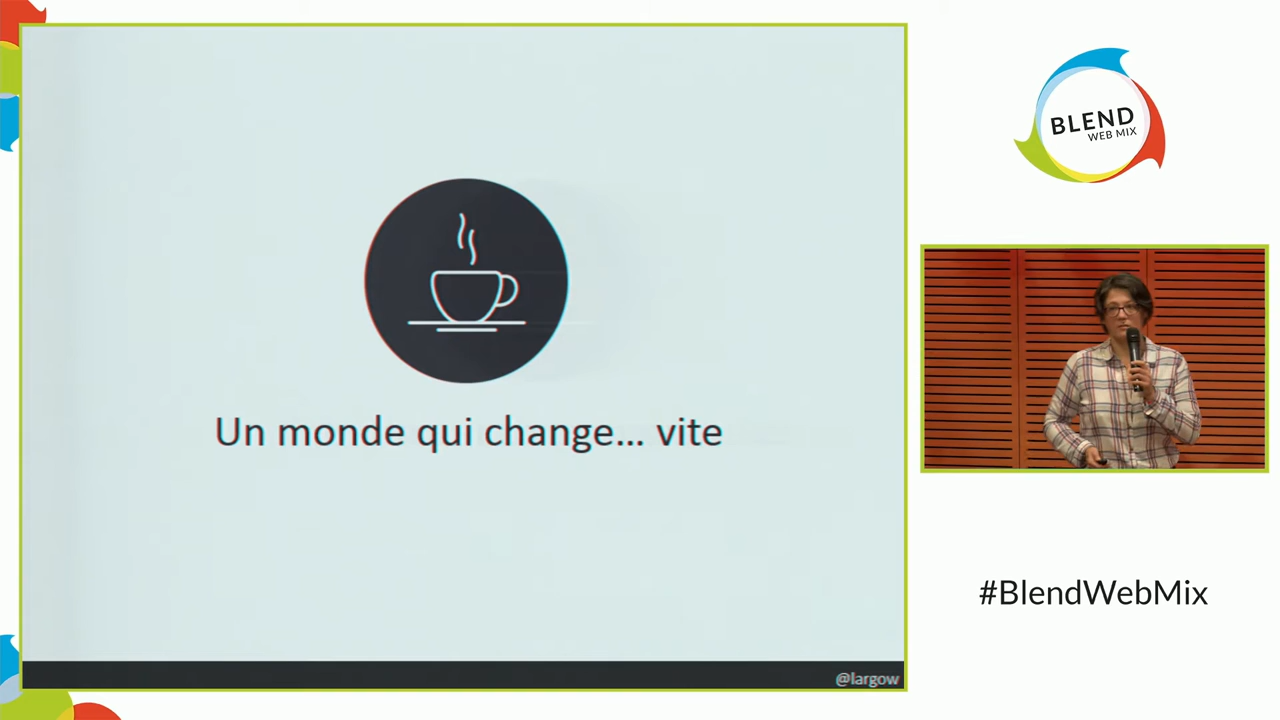 Un monde qui change... vite
@largow
BLEND
WEB MIX
#BlendWebMix